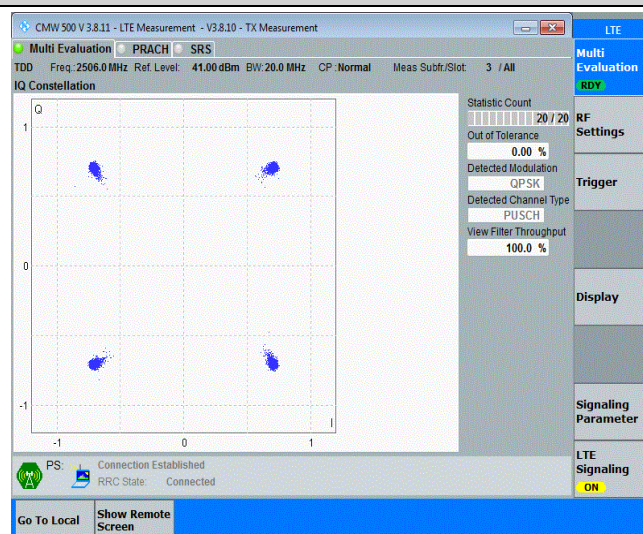 CMW 500 V 3.8.11 - LTE Measurement - V3.8.10 - TX Measurement
LTE
Multi Evaluation PRACH SRS
Multi
Evaluation
RDY
TDD Freq.:2506.0 MHz Ref. Level: 41.00 dBm BW:20.0 MHz CP :Normal Meas Subfr./Slot: 3 / All
IQ Constellation
Q
1
0
-1
-1
0
1
I
Statistic Count
20 / 20
Out of Tolerance
0.00 %
Detected Modulation
QPSK
Detected Channel Type
PUSCH
View Filter Throughput
100.0 %
RF
Settings
Trigger
Display
Signaling
Parameter
LTE
Signaling
ON
PS: Connection Established
RRC State: Connected
Go To Local
Show Remote
Screen